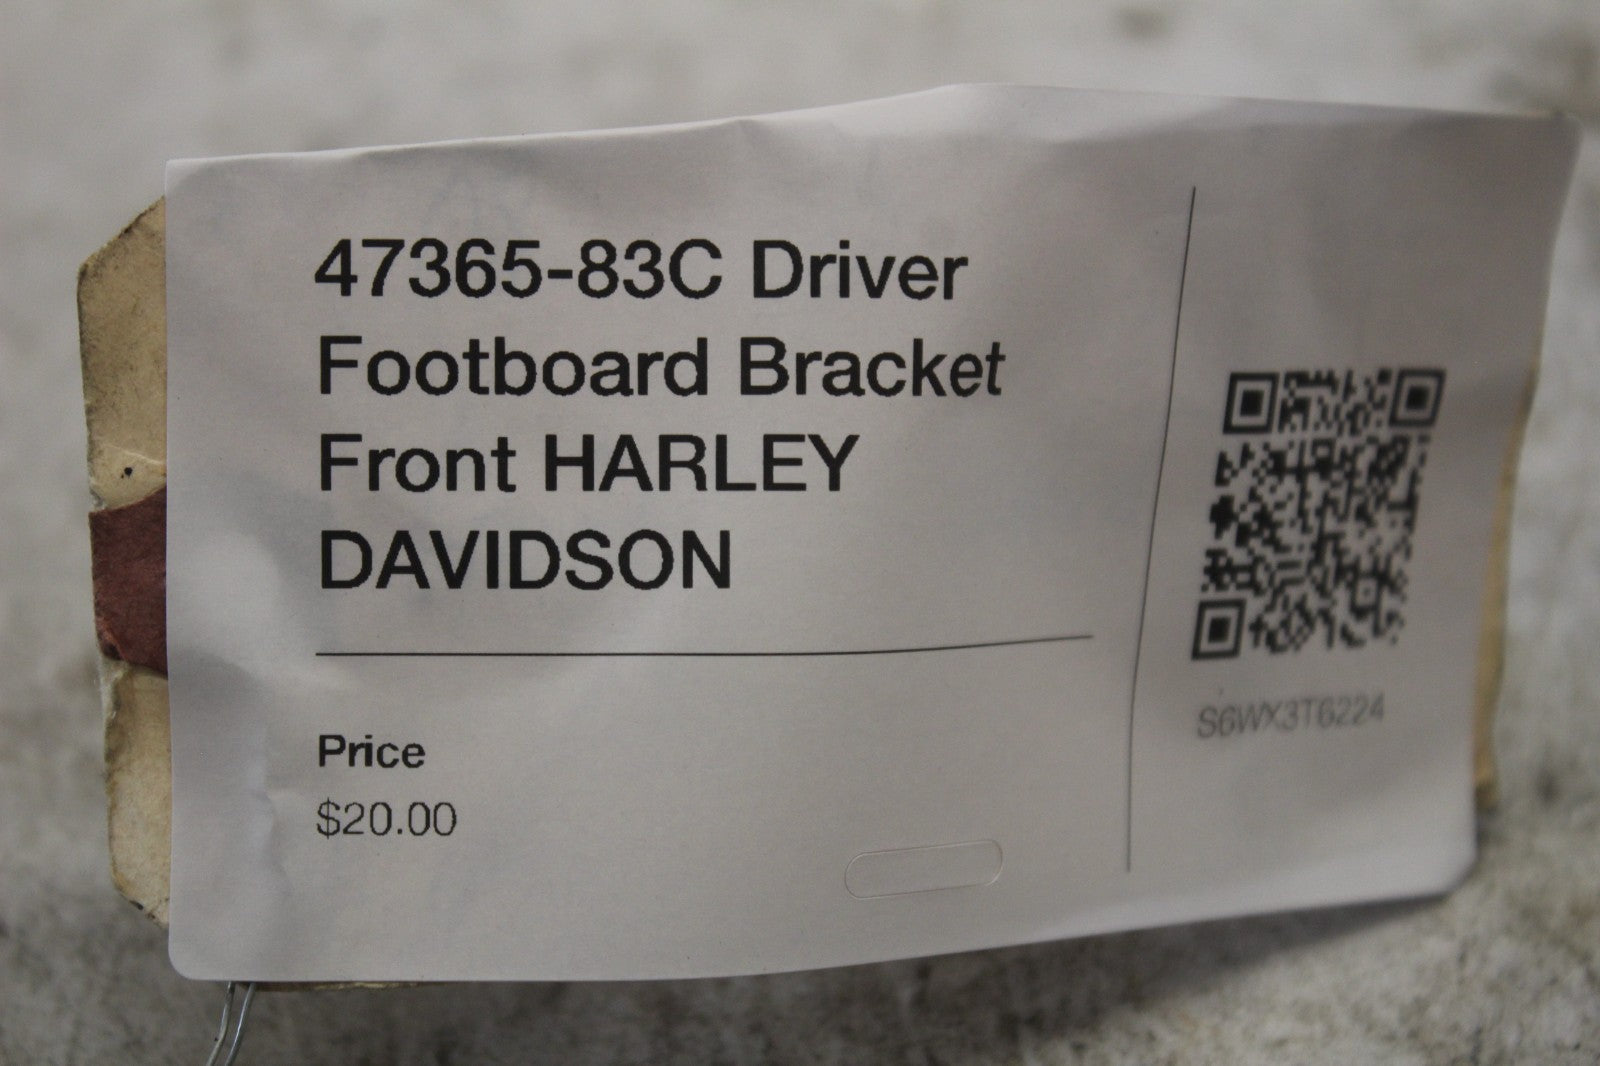 47365-83C Driver
Footboard Bracket
Front HARLEY
DAVIDSON
Price
$20.00
S6WX3T6224